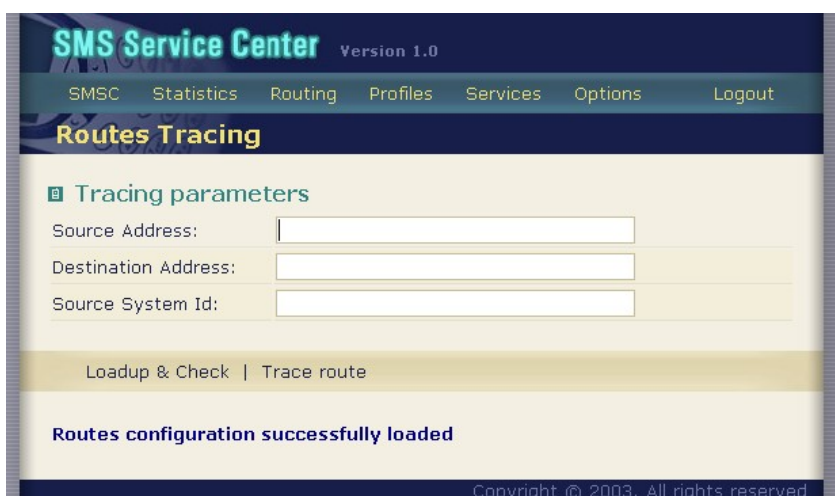 SMS Service Center Version 1.0
SMSC Statistics Routing Profiles Services Options Logout
Routes Tracing
Tracing parameters
Source Address:
Destination Address:
Source System Id:
Loadup & Check | Trace route
Routes configuration successfully loaded
Copyright © 2003. All rights reserved